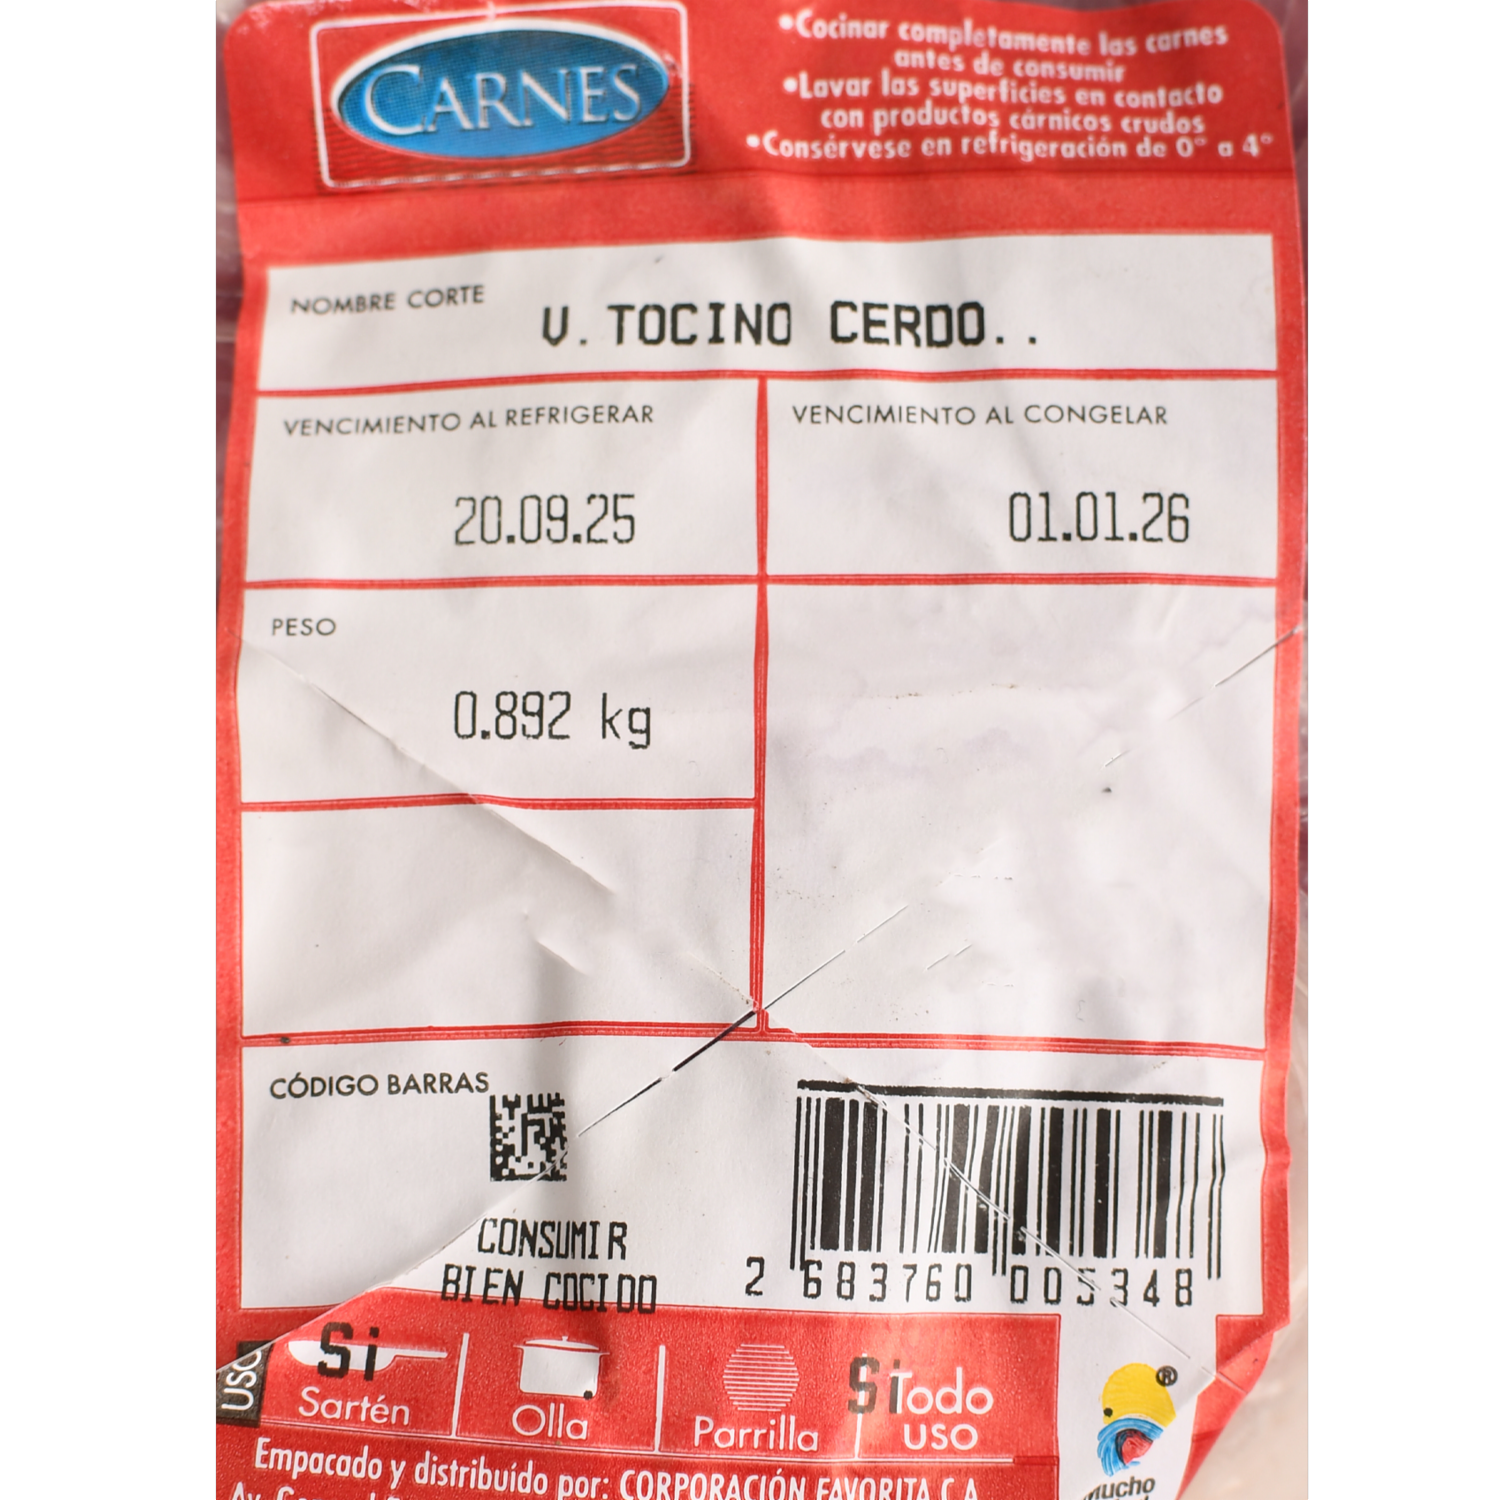 CARNES
•Cocinar completamente las carnes
antes de consumir
•Lavar las superficies en contacto
con productos cárnicos crudos
•Consérvese en refrigeración de 0° a 4°
NOMBRE CORTE
V.TOCINO CERDO..
VENCIMIENTO AL REFRIGERAR
20.09.25
VENCIMIENTO AL CONGELAR
01.01.26
PESO
0.892 kg
CÓDIGO BARRAS
CONSUMIR
BIEN COCIDO
2 683760 005348
USO
Si
Sartén
Olla
Parrilla
Si
Todo
uso
®
mucho
Empacado y distribuído por: CORPORACIÓN FAVORITA C.A.